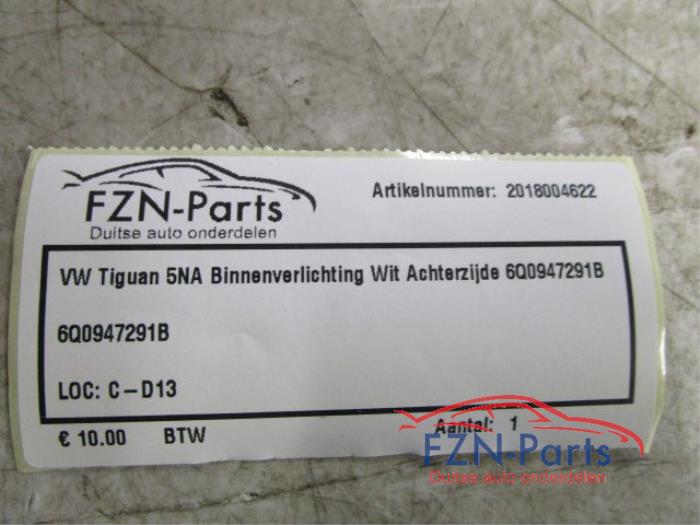 FZN-Parts
Duitse auto onderdelen
Artikelnummer: 2018004622
VW Tiguan 5NA Binnenverlichting Wit Achterzijde 6Q0947291B
6Q0947291B
LOC: C-D13
€ 10.00 BTW
Aantal: 1
FZN-Parts
Duitse auto onderdelen